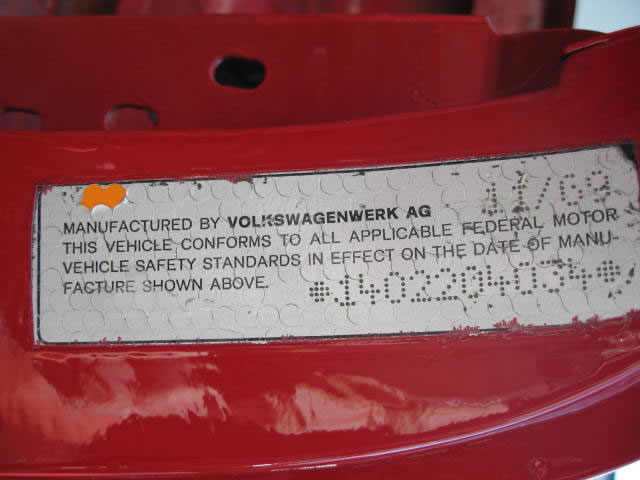 11/69
MANUFACTURED BY VOLKSWAGENWERK AG
THIS VEHICLE CONFORMS TO ALL APPLICABLE FEDERAL MOTOR
VEHICLE SAFETY STANDARDS IN EFFECT ON THE DATE OF MANU-
FACTURE SHOWN ABOVE.
*1402204034*